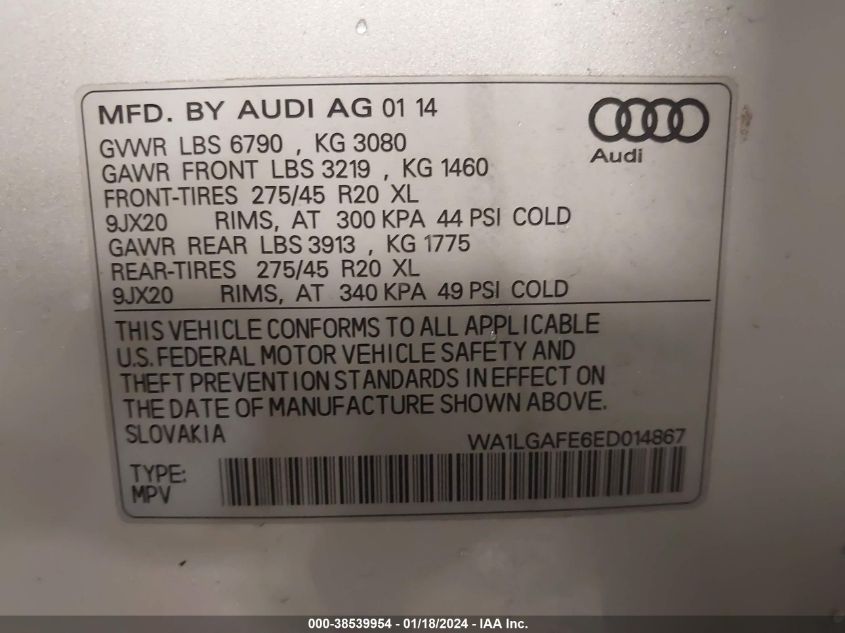 MFD. BY AUDI AG 01 14
GVWR LBS 6790 , KG 3080
GAWR FRONT LBS 3219 , KG 1460
FRONT-TIRES 275/45 R20 XL
9JX20 RIMS, AT 300 KPA 44 PSI COLD
GAWR REAR LBS 3913 , KG 1775
REAR-TIRES 275/45 R20 XL
9JX20 RIMS, AT 340 KPA 49 PSI COLD
Audi
THIS VEHICLE CONFORMS TO ALL APPLICABLE
U.S. FEDERAL MOTOR VEHICLE SAFETY AND
THEFT PREVENTION STANDARDS IN EFFECT ON
THE DATE OF MANUFACTURE SHOWN ABOVE.
SLOVAKIA
WA1LGAFE6ED014867
TYPE:
MPV
000-38539954 - 01/18/2024 - IAA Inc.